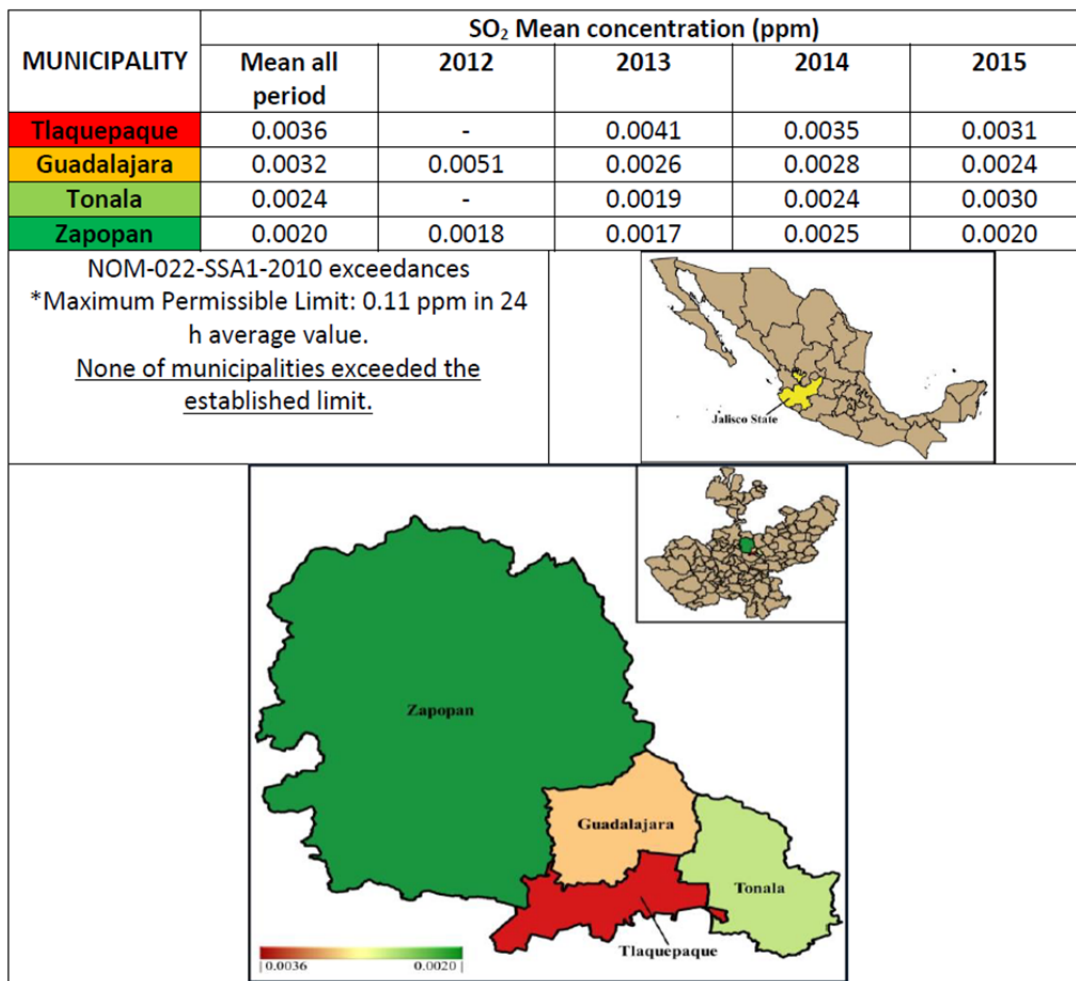 MUNICIPALITY
SO₂ Mean concentration (ppm)
Mean all period 2012 2013 2014 2015
Tlaquepaque 0.0036 - 0.0041 0.0035 0.0031
Guadalajara 0.0032 0.0051 0.0026 0.0028 0.0024
Tonala 0.0024 - 0.0019 0.0024 0.0030
Zapopan 0.0020 0.0018 0.0017 0.0025 0.0020
NOM-022-SSA1-2010 exceedances
*Maximum Permissible Limit: 0.11 ppm in 24
h average value.
None of municipalities exceeded the
established limit.
Jalisco State
Zapopan
Guadalajara
Tonala
Tlaquepaque
| 0.0036 0.0020 |